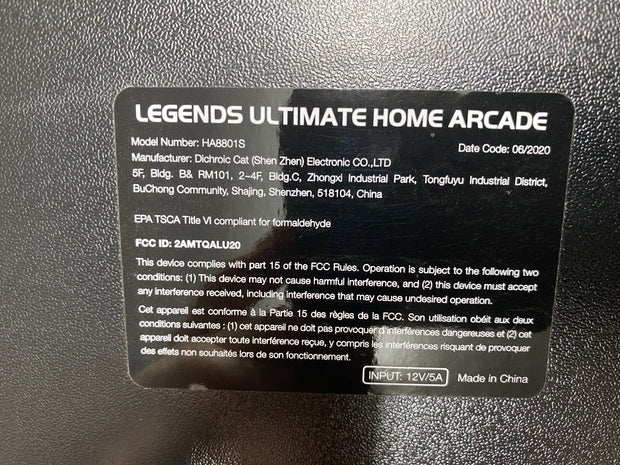 LEGENDS ULTIMATE HOME ARCADE
Model Number: HA8801S
Date Code: 06/2020
Manufacturer: Dichroic Cat (Shen Zhen) Electronic CO.,LTD
5F, Bldg. B& RM101, 2~4F, Bldg.C, Zhongxi Industrial Park, Tongfuyu Industrial District,
BuChong Community, Shajing, Shenzhen, 518104, China
EPA TSCA Title VI compliant for formaldehyde
FCC ID: 2AMTQALU20
This device complies with part 15 of the FCC Rules. Operation is subject to the following two
conditions: (1) This device may not cause harmful interference, and (2) this device must accept
any interference received, including interference that may cause undesired operation.
Cet appareil est conforme à la Partie 15 des règles de la FCC. Son utilisation obéit aux deux
conditions suivantes : (1) cet appareil ne doit pas provoquer d'interférences dangereuses et (2) cet
appareil doit accepter toute interférence reçue, y compris les interférences risquant de provoquer
des effets non souhaités lors de son fonctionnement.
INPUT: 12V/5A
Made in China